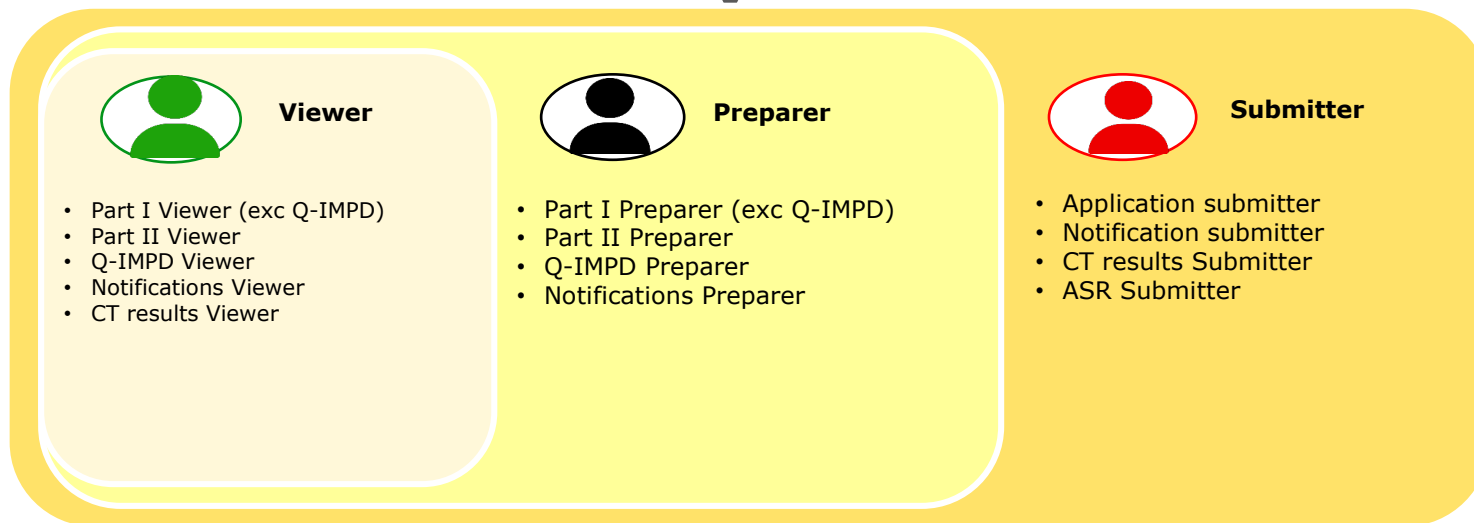 Viewer
• Part I Viewer (exc Q-IMPD)
• Part II Viewer
• Q-IMPD Viewer
• Notifications Viewer
• CT results Viewer
Preparer
• Part I Preparer (exc Q-IMPD)
• Part II Preparer
• Q-IMPD Preparer
• Notifications Preparer
Submitter
• Application submitter
• Notification submitter
• CT results Submitter
• ASR Submitter